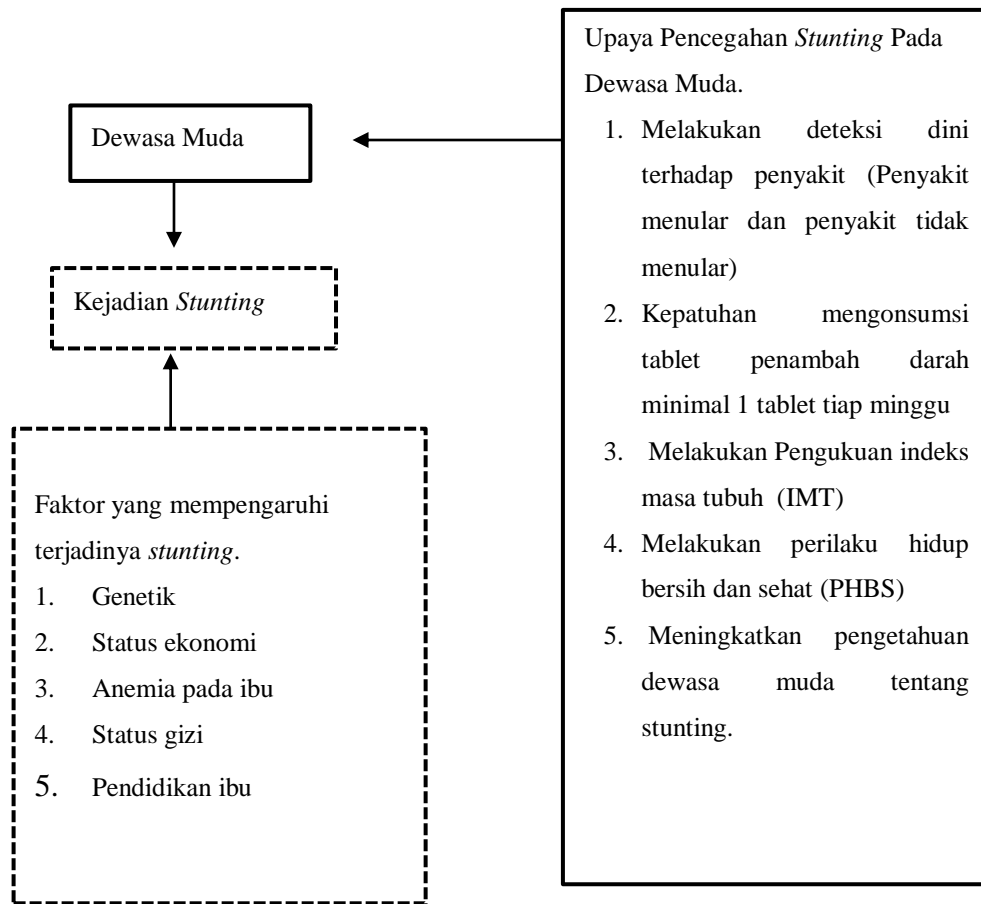 Dewasa Muda
Kejadian Stunting
Faktor yang mempengaruhi
terjadinya stunting.
1. Genetik
2. Status ekonomi
3. Anemia pada ibu
4. Status gizi
5. Pendidikan ibu
Upaya Pencegahan Stunting Pada
Dewasa Muda.
1. Melakukan deteksi dini
terhadap penyakit (Penyakit
menular dan penyakit tidak
menular)
2. Kepatuhan mengonsumsi
tablet penambah darah
minimal 1 tablet tiap minggu
3. Melakukan Pengukuan indeks
masa tubuh (IMT)
4. Melakukan perilaku hidup
bersih dan sehat (PHBS)
5. Meningkatkan pengetahuan
dewasa muda tentang
stunting.